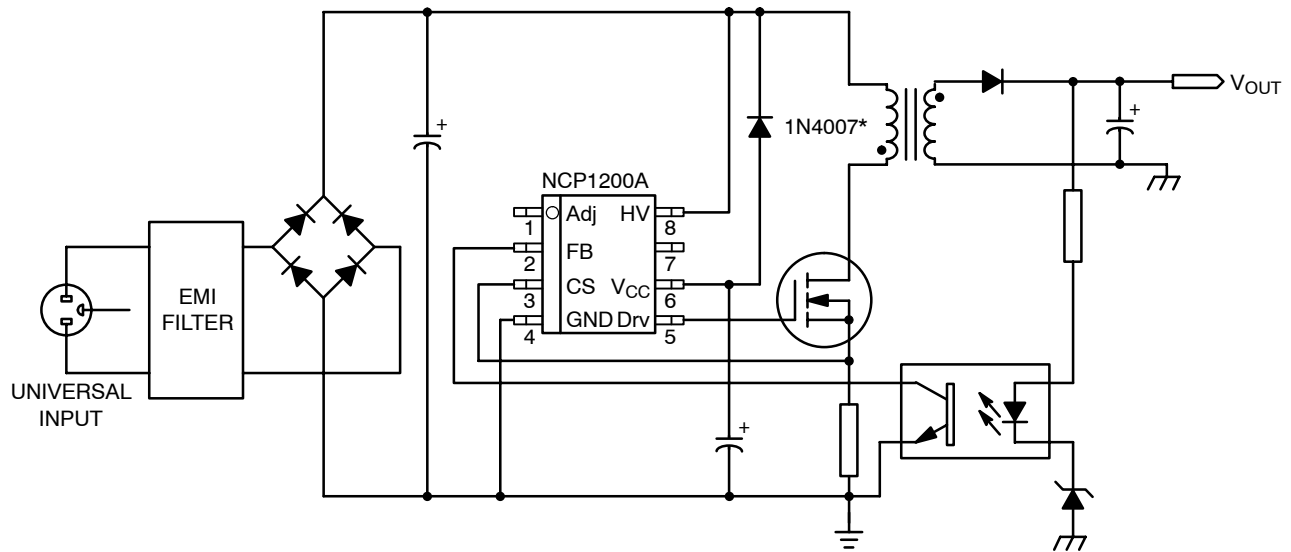 V_OUT
1N4007*
+
+
NCP1200A
Adj HV
1 8
FB
2 7
CS V_CC
3 6
GND Drv
4 5
EMI
FILTER
UNIVERSAL
INPUT
+